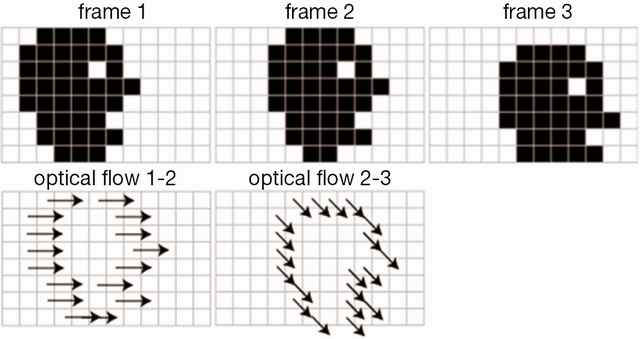 frame 1
frame 2
frame 3
optical flow 1-2
optical flow 2-3